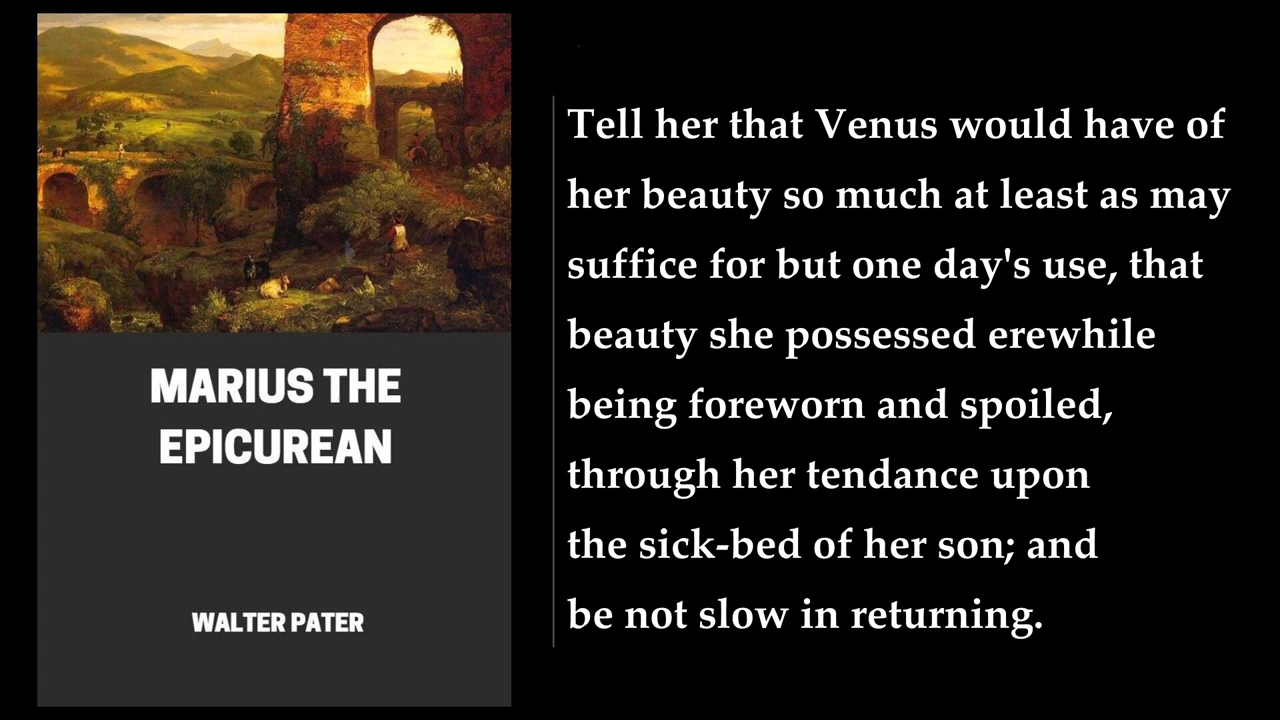 MARIUS THE
EPICUREAN
WALTER PATER
Tell her that Venus would have of
her beauty so much at least as may
suffice for but one day's use, that
beauty she possessed erewhile
being foreworn and spoiled,
through her tendance upon
the sick-bed of her son; and
be not slow in returning.